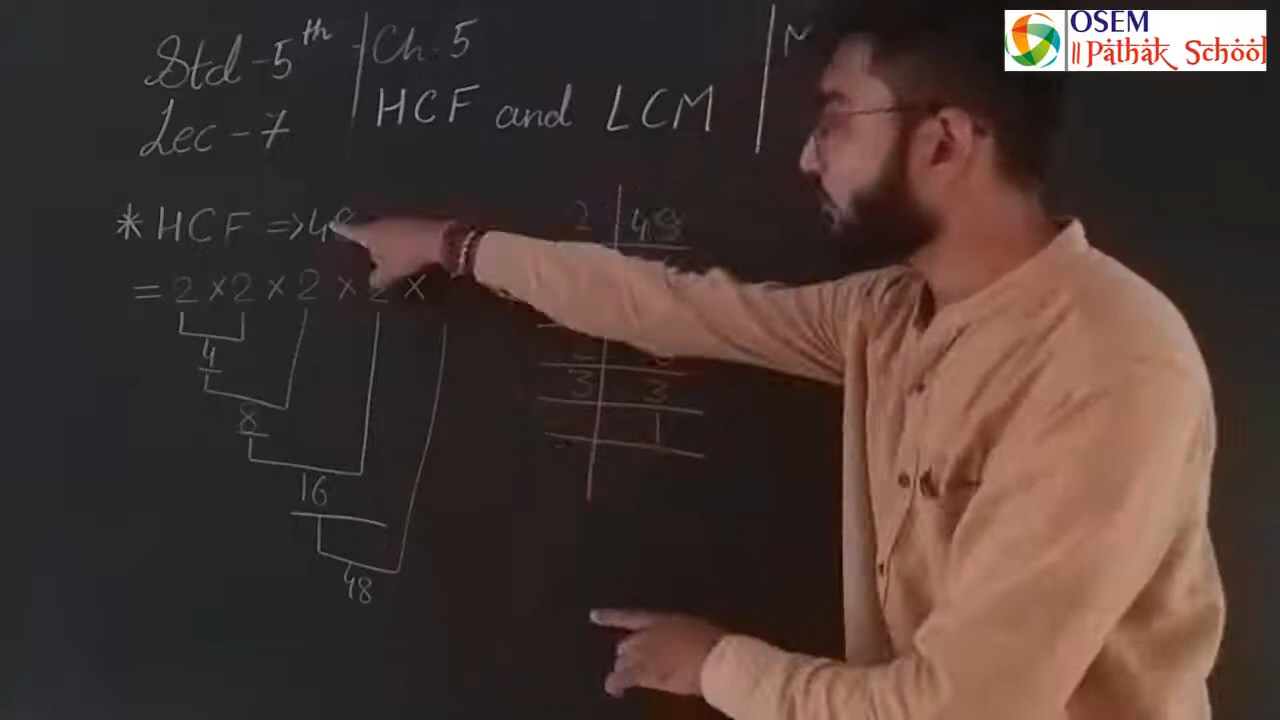 Std-5th
Lec-7
Ch. 5
HCF and LCM
OSEM
॥ Pathak School
* HCF => 48
= 2 × 2 × 2 × 2 ×
4
8
16
48
2 | 48
3 | 3
1